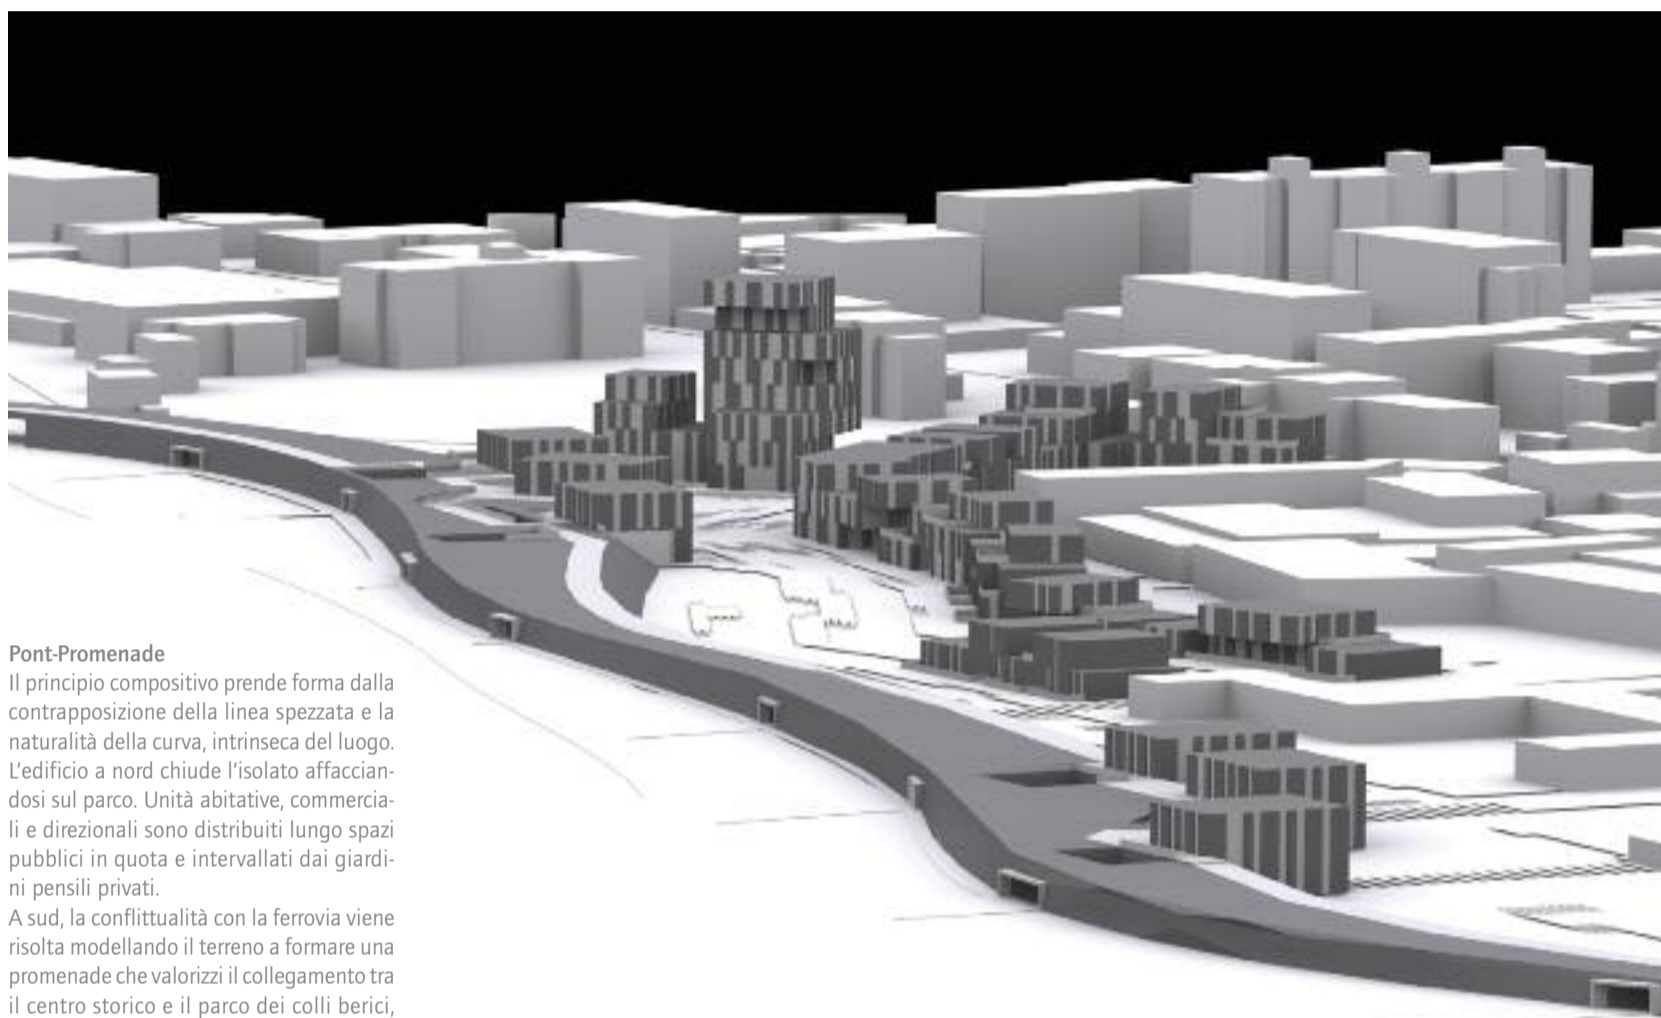 Pont-Promenade
Il principio compositivo prende forma dalla
contrapposizione della linea spezzata e la
naturalità della curva, intrinseca del luogo.
L'edificio a nord chiude l'isolato affaccian-
dosi sul parco. Unità abitative, commercia-
li e direzionali sono distribuiti lungo spazi
pubblici in quota e intervallati dai giardi-
ni pensili privati.
A sud, la conflittualità con la ferrovia viene
risolta modellando il terreno a formare una
promenade che valorizzi il collegamento tra
il centro storico e il parco dei colli berici,